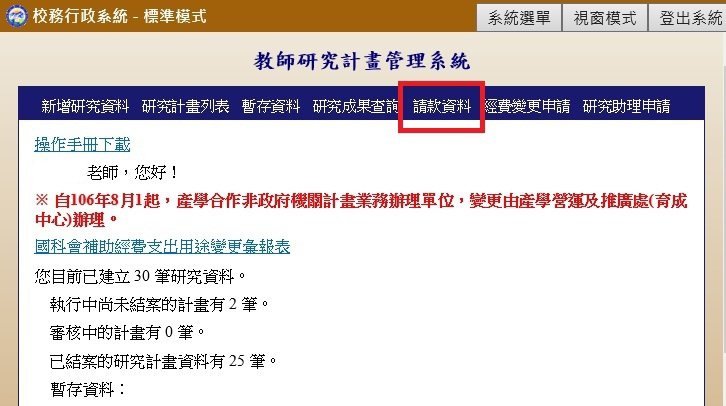 校務行政系統 - 標準模式
系統選單 視窗模式 登出系統
教師研究計畫管理系統
新增研究資料 研究計畫列表 暫存資料 研究成果查詢 請款資料 經費變更申請 研究助理申請
操作手冊下載
老師，您好！
※ 自106年8月1起，產學合作非政府機關計畫業務辦理單位，變更由產學營運及推廣處(育成
中心)辦理。
國科會補助經費支出用途變更彙報表
您目前已建立 30 筆研究資料。
執行中尚未結案的計畫有 2 筆。
審核中的計畫有 0 筆。
已結案的研究計畫資料有 25 筆。
暫存資料：